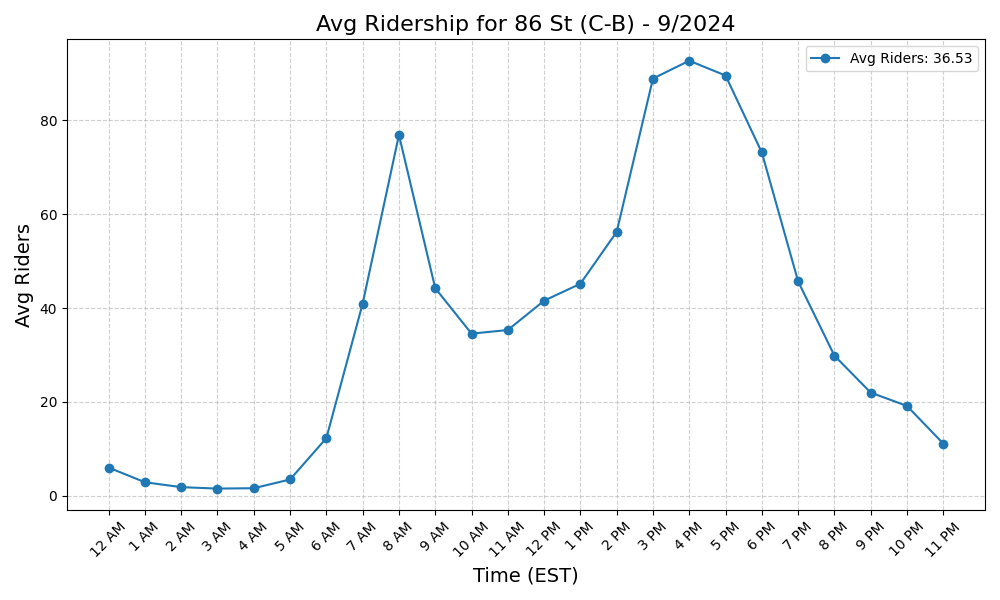 Avg Ridership for 86 St (C-B) - 9/2024
Avg Riders: 36.53
Avg Riders
80
60
40
20
0
12 AM
1 AM
2 AM
3 AM
4 AM
5 AM
6 AM
7 AM
8 AM
9 AM
10 AM
11 AM
12 PM
1 PM
2 PM
3 PM
4 PM
5 PM
6 PM
7 PM
8 PM
9 PM
10 PM
11 PM
Time (EST)